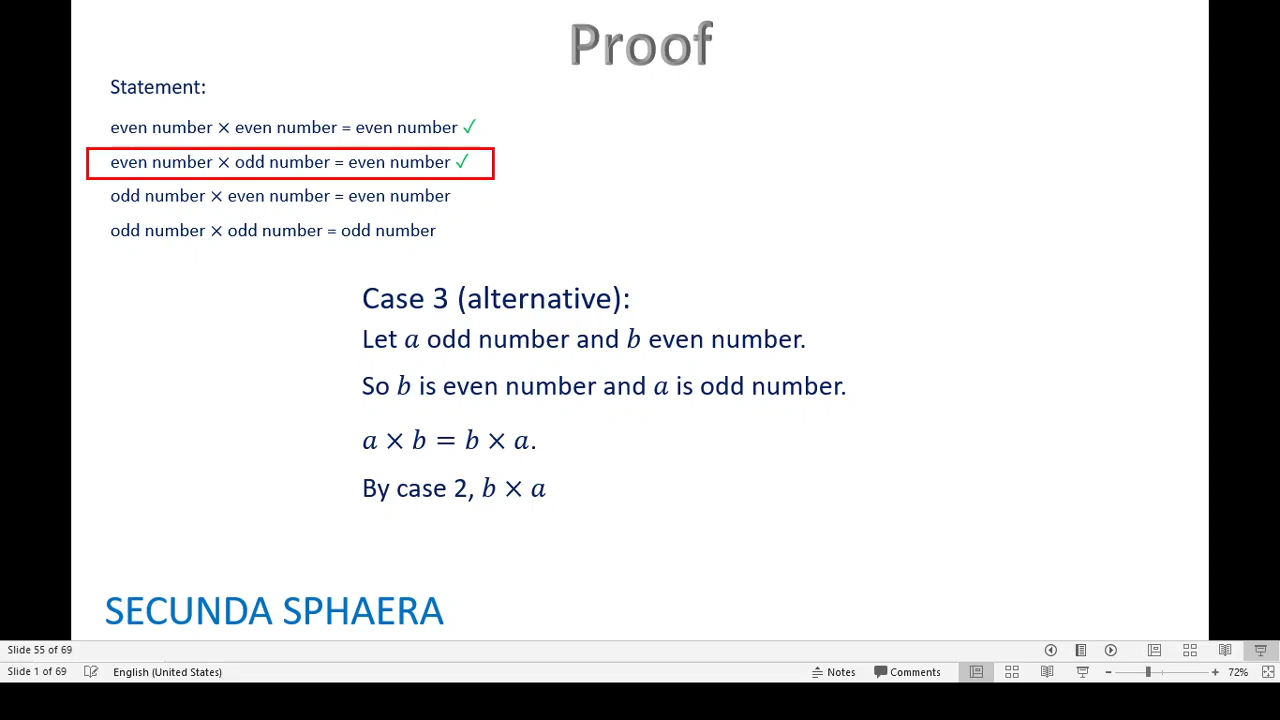 Proof
Statement:
even number × even number = even number ✓
even number × odd number = even number ✓
odd number × even number = even number
odd number × odd number = odd number
Case 3 (alternative):
Let a odd number and b even number.
So b is even number and a is odd number.
a × b = b × a.
By case 2, b × a
SECUNDA SPHAERA
Slide 55 of 69
Slide 1 of 69 English (United States) Notes Comments 72%